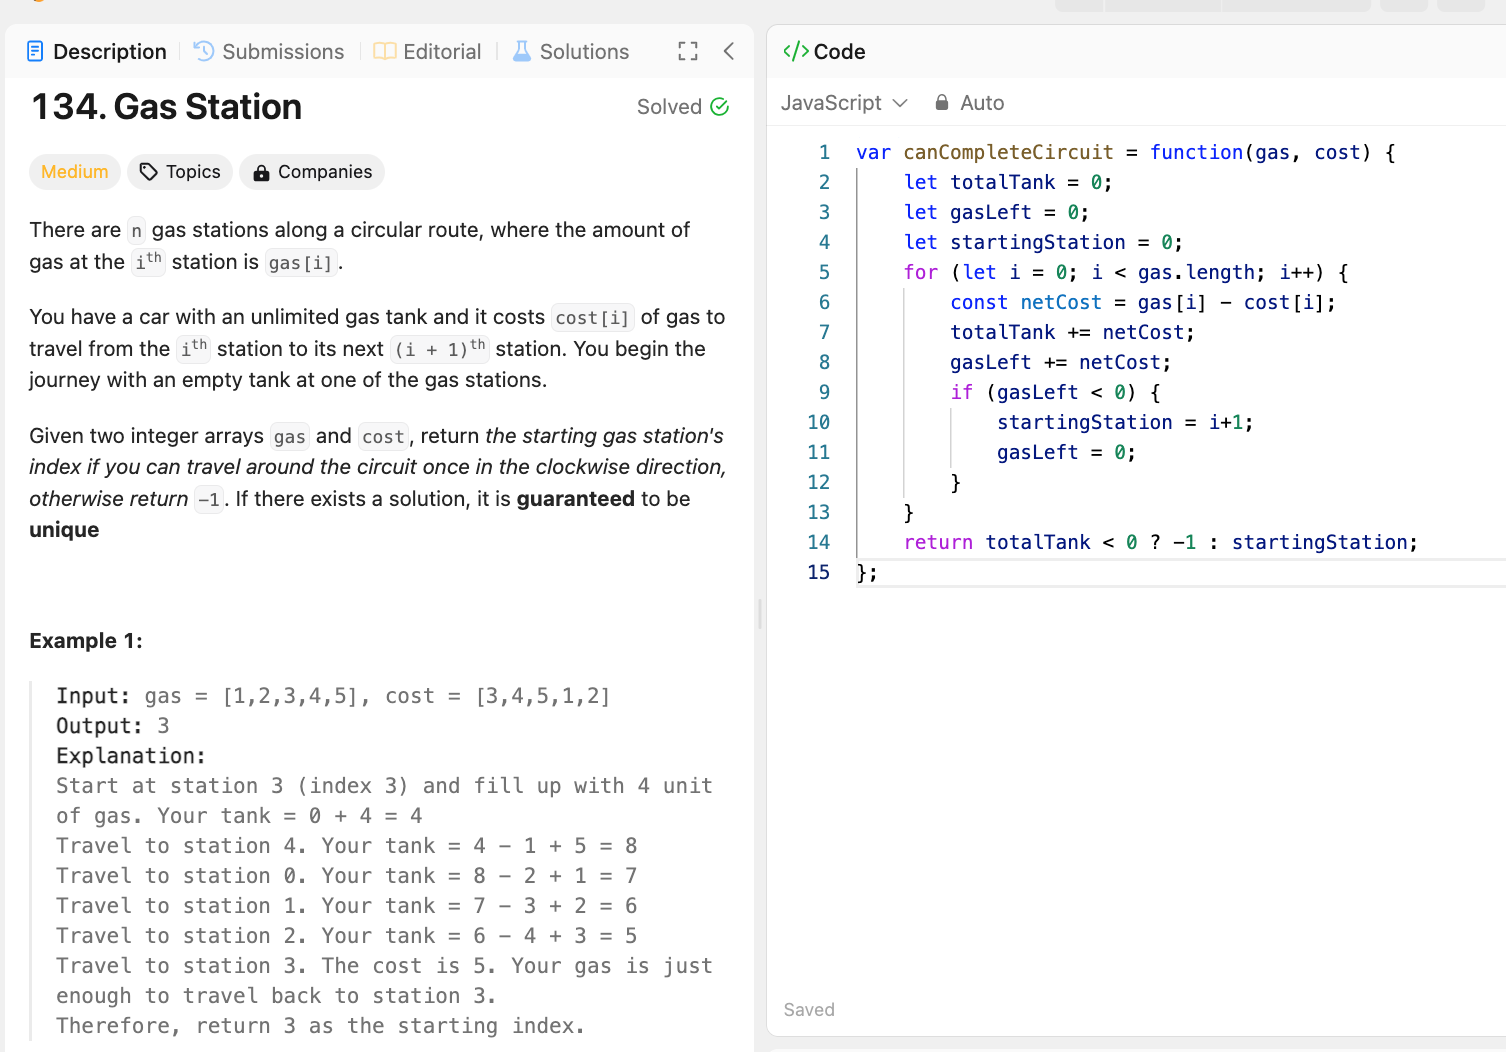 Description
Submissions
Editorial
Solutions
134. Gas Station
Solved
Medium
Topics
Companies
There are n gas stations along a circular route, where the amount of
gas at the ith station is gas[i].
You have a car with an unlimited gas tank and it costs cost[i] of gas to
travel from the ith station to its next (i + 1)th station. You begin the
journey with an empty tank at one of the gas stations.
Given two integer arrays gas and cost, return the starting gas station's
index if you can travel around the circuit once in the clockwise direction,
otherwise return -1. If there exists a solution, it is guaranteed to be
unique
Example 1:
Input: gas = [1,2,3,4,5], cost = [3,4,5,1,2]
Output: 3
Explanation:
Start at station 3 (index 3) and fill up with 4 unit
of gas. Your tank = 0 + 4 = 4
Travel to station 4. Your tank = 4 - 1 + 5 = 8
Travel to station 0. Your tank = 8 - 2 + 1 = 7
Travel to station 1. Your tank = 7 - 3 + 2 = 6
Travel to station 2. Your tank = 6 - 4 + 3 = 5
Travel to station 3. The cost is 5. Your gas is just
enough to travel back to station 3.
Therefore, return 3 as the starting index.
</> Code
JavaScript
Auto
1 var canCompleteCircuit = function(gas, cost) {
2 let totalTank = 0;
3 let gasLeft = 0;
4 let startingStation = 0;
5 for (let i = 0; i < gas.length; i++) {
6 const netCost = gas[i] - cost[i];
7 totalTank += netCost;
8 gasLeft += netCost;
9 if (gasLeft < 0) {
10 startingStation = i+1;
11 gasLeft = 0;
12 }
13 }
14 return totalTank < 0 ? -1 : startingStation;
15 };
Saved